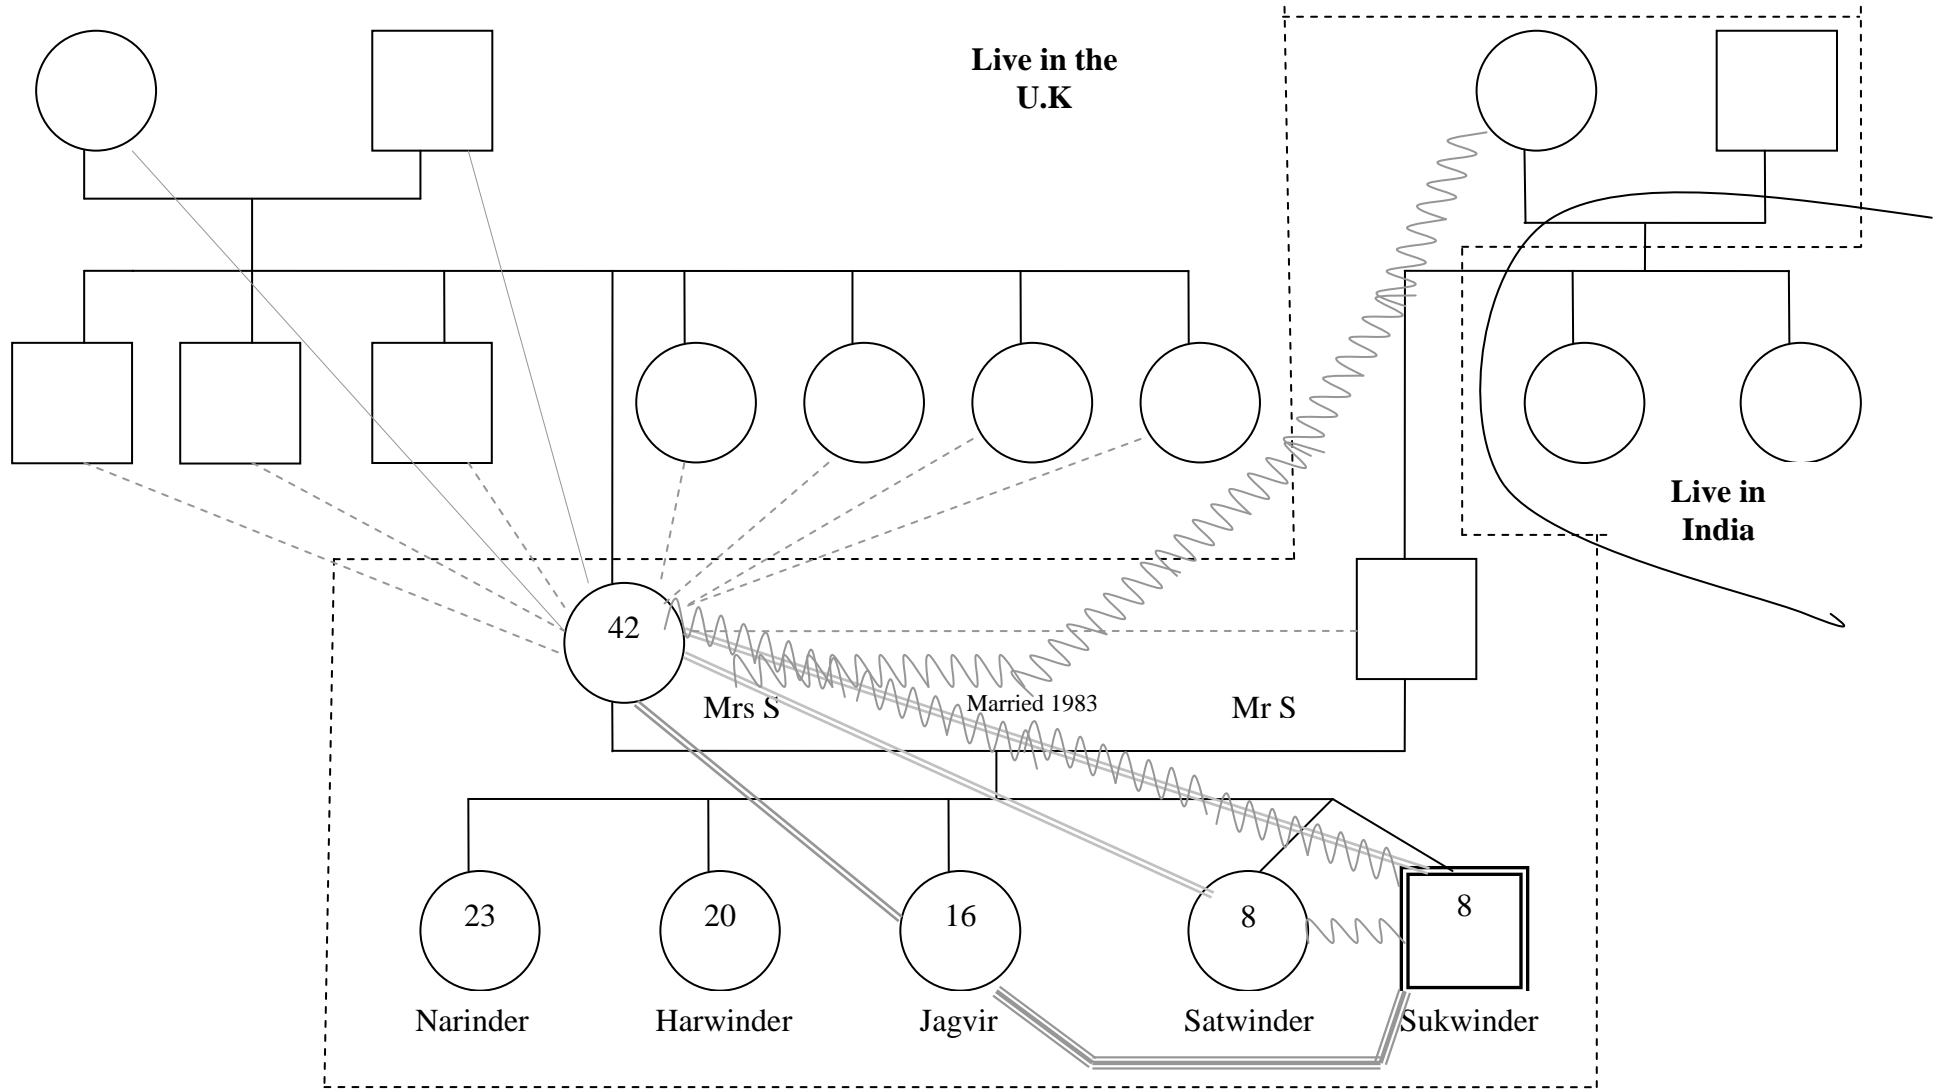 Live in the
U.K
Live in
India
42
Mrs S
Married 1983
Mr S
23
20
16
8
8
Narinder
Harwinder
Jagvir
Satwinder
Sukwinder